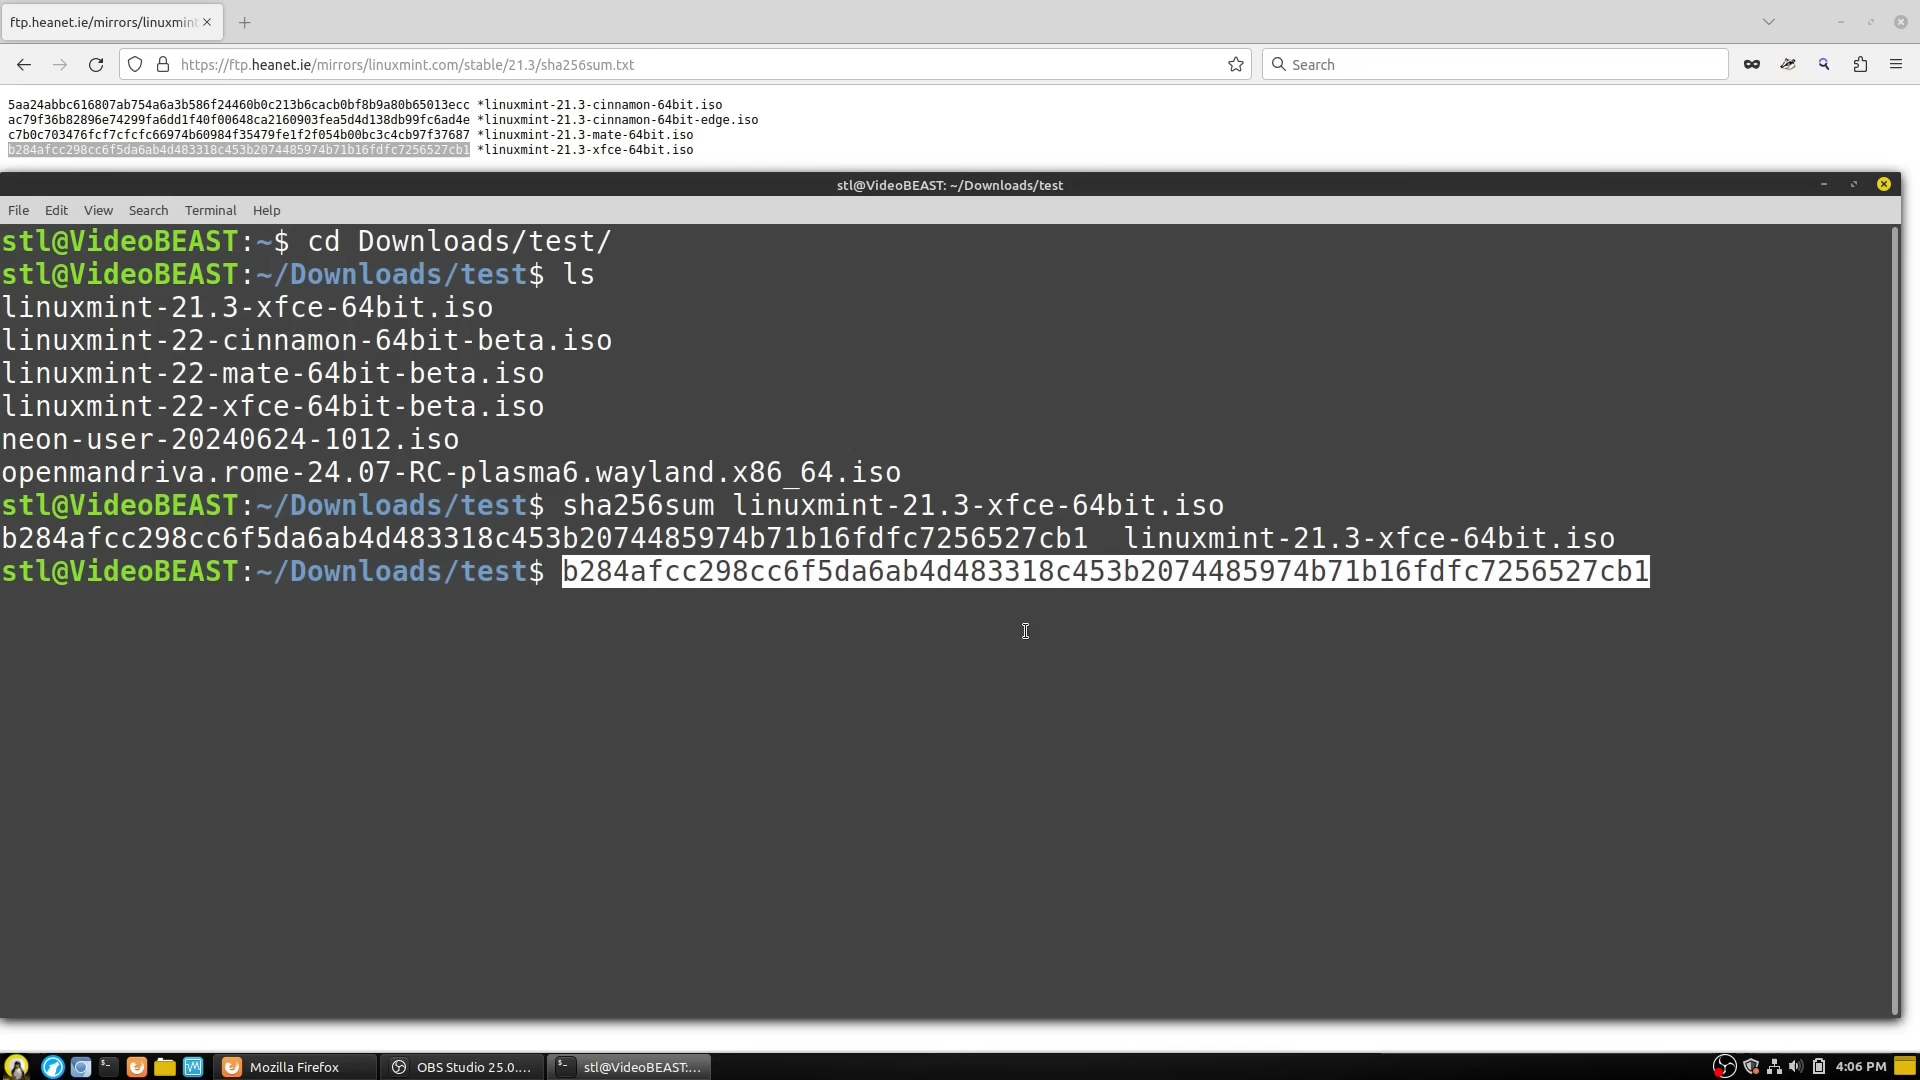 ftp.heanet.ie/mirrors/linuxmint
https://ftp.heanet.ie/mirrors/linuxmint.com/stable/21.3/sha256sum.txt
Search
5aa24abbc616807ab754a6a3b586f24460b0c213b6cacb0bf8b9a80b65013ecc *linuxmint-21.3-cinnamon-64bit.iso
ac79f36b82896e74299fa6dd1f40f00648ca2160903fea5d4d138db99fc6ad4e *linuxmint-21.3-cinnamon-64bit-edge.iso
c7b0c703476fcf7cfcfc66974b60984f35479fe1f2f054b00bc3c4cb97f37687 *linuxmint-21.3-mate-64bit.iso
b284afcc298cc6f5da6ab4d483318c453b2074485974b71b16fdfc7256527cb1 *linuxmint-21.3-xfce-64bit.iso
stl@VideoBEAST: ~/Downloads/test
File Edit View Search Terminal Help
stl@VideoBEAST:~$ cd Downloads/test/
stl@VideoBEAST:~/Downloads/test$ ls
linuxmint-21.3-xfce-64bit.iso
linuxmint-22-cinnamon-64bit-beta.iso
linuxmint-22-mate-64bit-beta.iso
linuxmint-22-xfce-64bit-beta.iso
neon-user-20240624-1012.iso
openmandriva.rome-24.07-RC-plasma6.wayland.x86_64.iso
stl@VideoBEAST:~/Downloads/test$ sha256sum linuxmint-21.3-xfce-64bit.iso
b284afcc298cc6f5da6ab4d483318c453b2074485974b71b16fdfc7256527cb1  linuxmint-21.3-xfce-64bit.iso
stl@VideoBEAST:~/Downloads/test$ b284afcc298cc6f5da6ab4d483318c453b2074485974b71b16fdfc7256527cb1
Mozilla Firefox
OBS Studio 25.0....
stl@VideoBEAST:...
4:06 PM